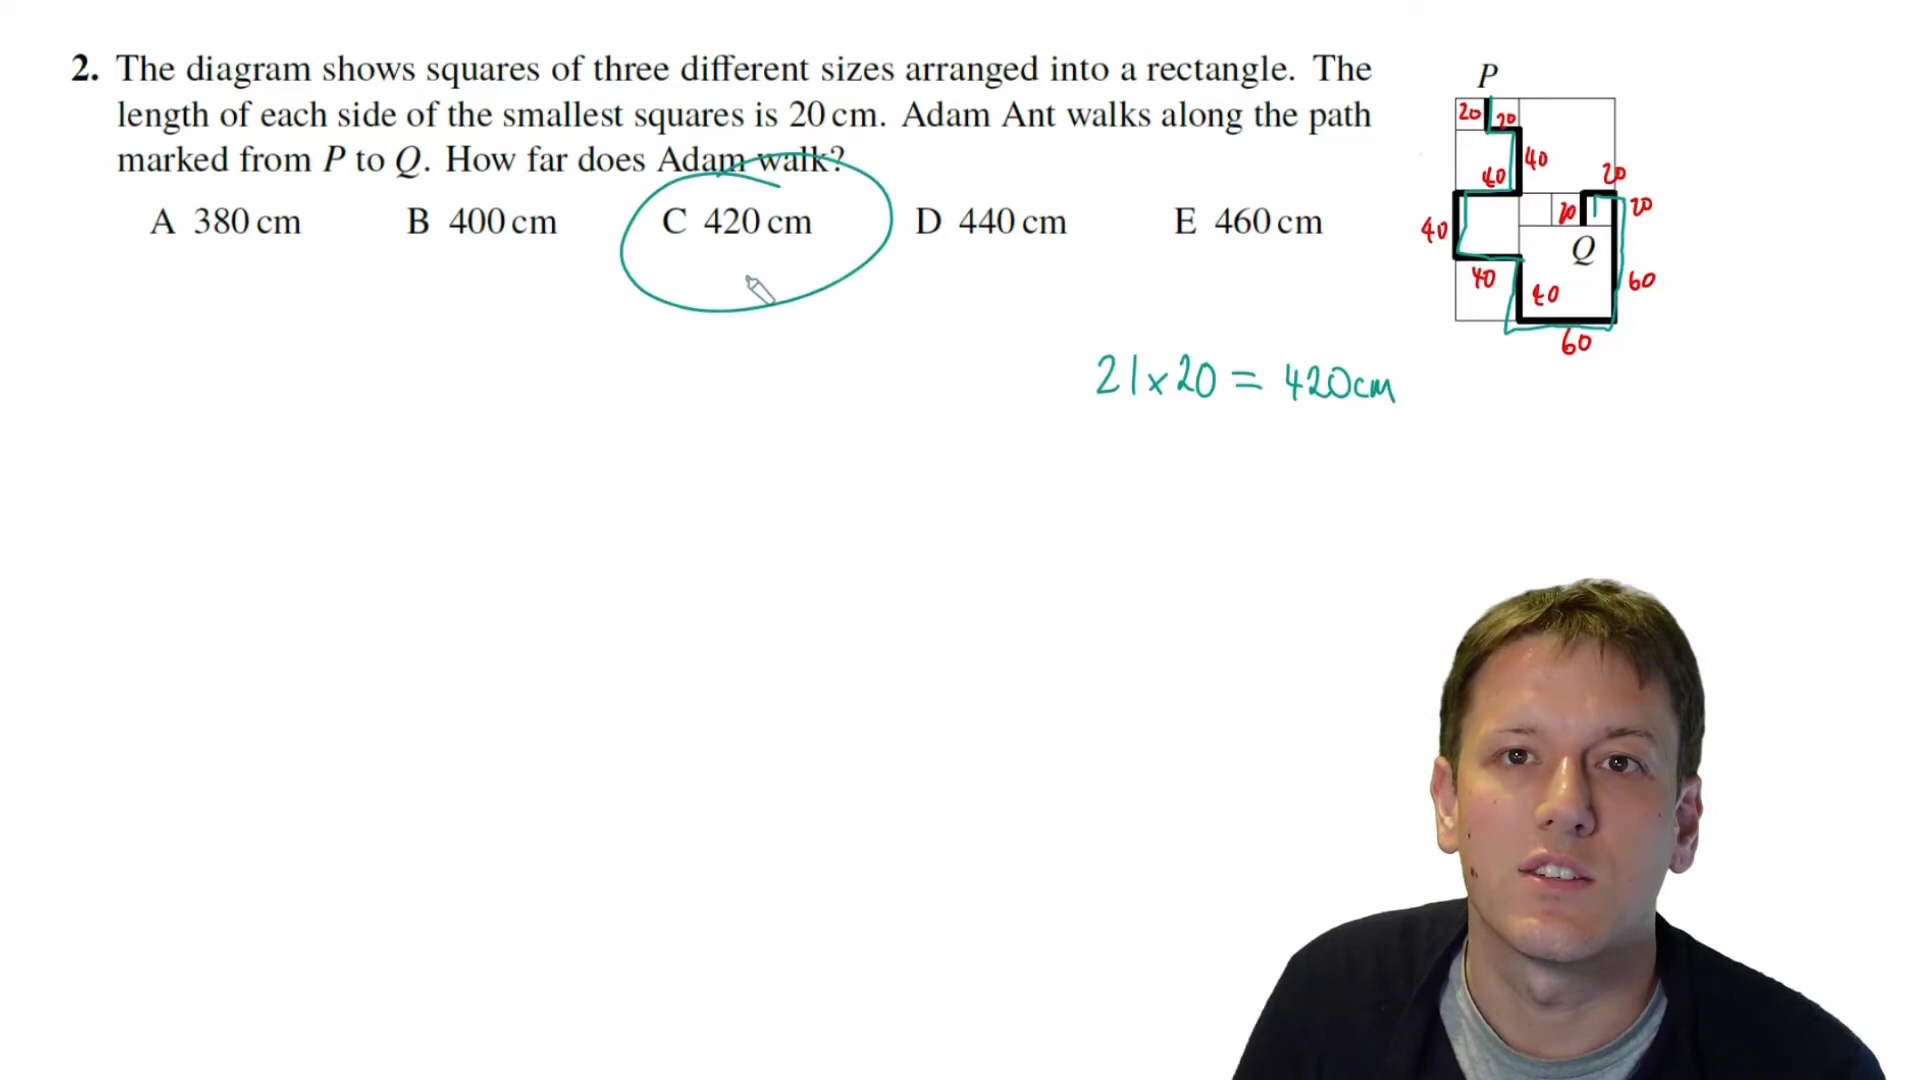 2. The diagram shows squares of three different sizes arranged into a rectangle. The
length of each side of the smallest squares is 20 cm. Adam Ant walks along the path
marked from P to Q. How far does Adam walk?
A 380 cm B 400 cm C 420 cm D 440 cm E 460 cm
P
20 20
40
40 20
40 20 20
Q
40 40 60
60
21×20 = 420cm